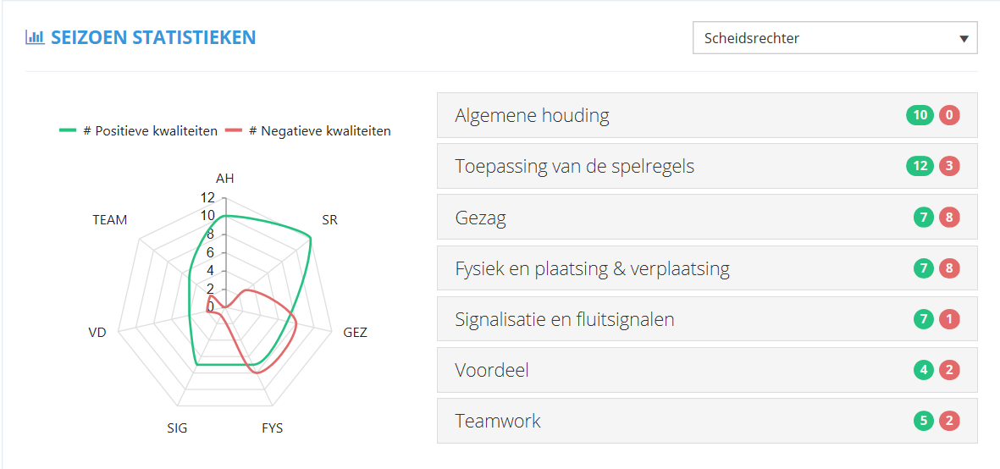 SEIZOEN STATISTIEKEN
Scheidsrechter
# Positieve kwaliteiten # Negatieve kwaliteiten
AH
SR
GEZ
FYS
SIG
VD
TEAM
12
10
8
6
4
2
0
Algemene houding 10 0
Toepassing van de spelregels 12 3
Gezag 7 8
Fysiek en plaatsing & verplaatsing 7 8
Signalisatie en fluitsignalen 7 1
Voordeel 4 2
Teamwork 5 2